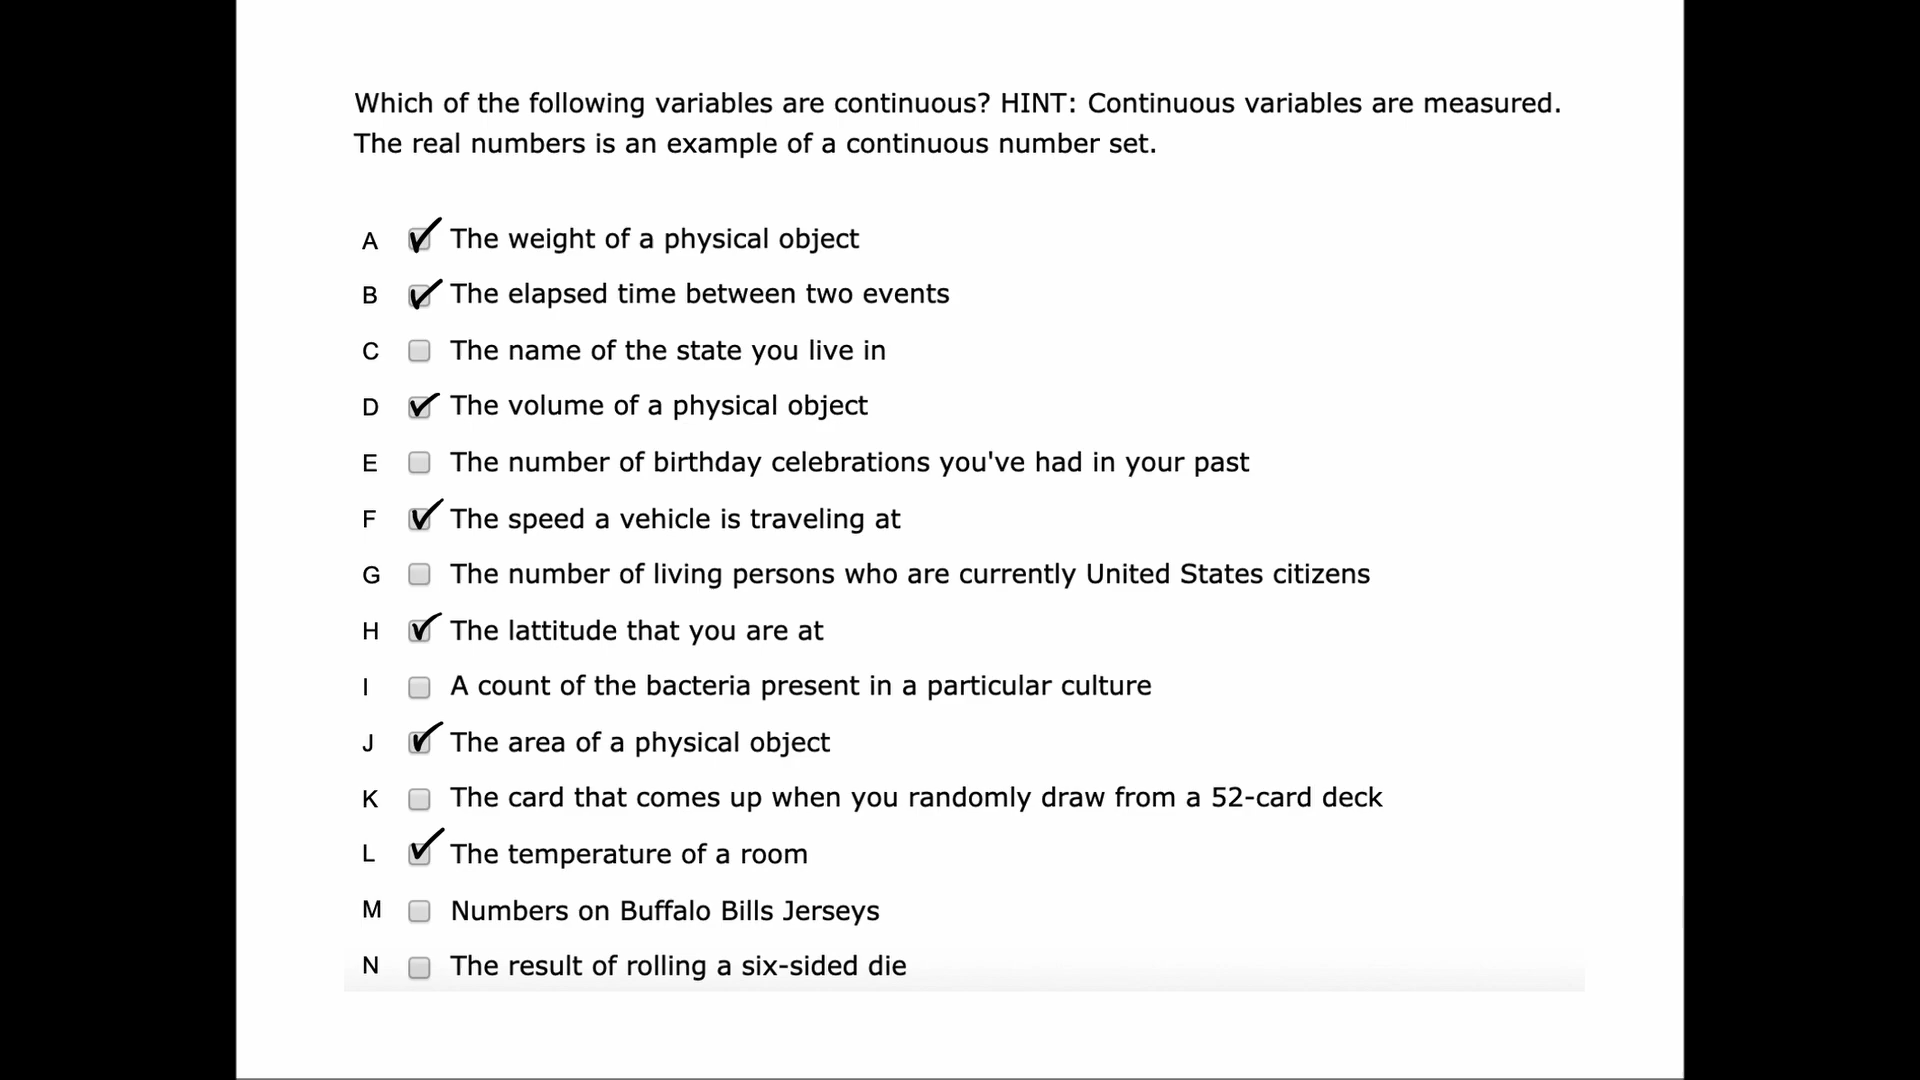 Which of the following variables are continuous? HINT: Continuous variables are measured.
The real numbers is an example of a continuous number set.
A The weight of a physical object
B The elapsed time between two events
C The name of the state you live in
D The volume of a physical object
E The number of birthday celebrations you've had in your past
F The speed a vehicle is traveling at
G The number of living persons who are currently United States citizens
H The lattitude that you are at
I A count of the bacteria present in a particular culture
J The area of a physical object
K The card that comes up when you randomly draw from a 52-card deck
L The temperature of a room
M Numbers on Buffalo Bills Jerseys
N The result of rolling a six-sided die